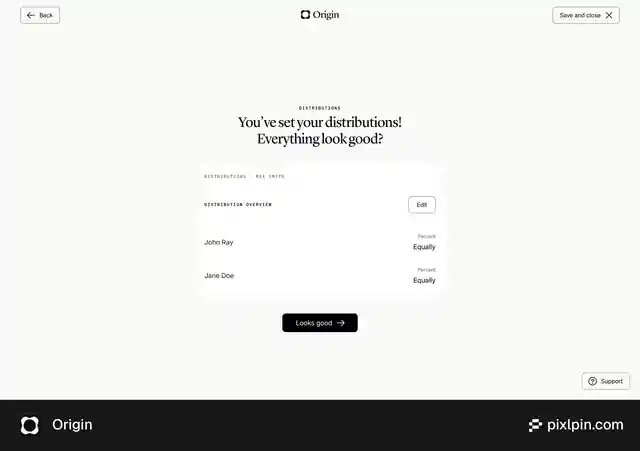 Back
Origin
Save and close
DISTRIBUTIONS
You've set your distributions!
Everything look good?
DISTRIBUTIONS
DISTRIBUTION OVERVIEW
Edit
John Ray
Percent
Equally
Jane Doe
Percent
Equally
Looks good
Support
Origin
pixlpin.com